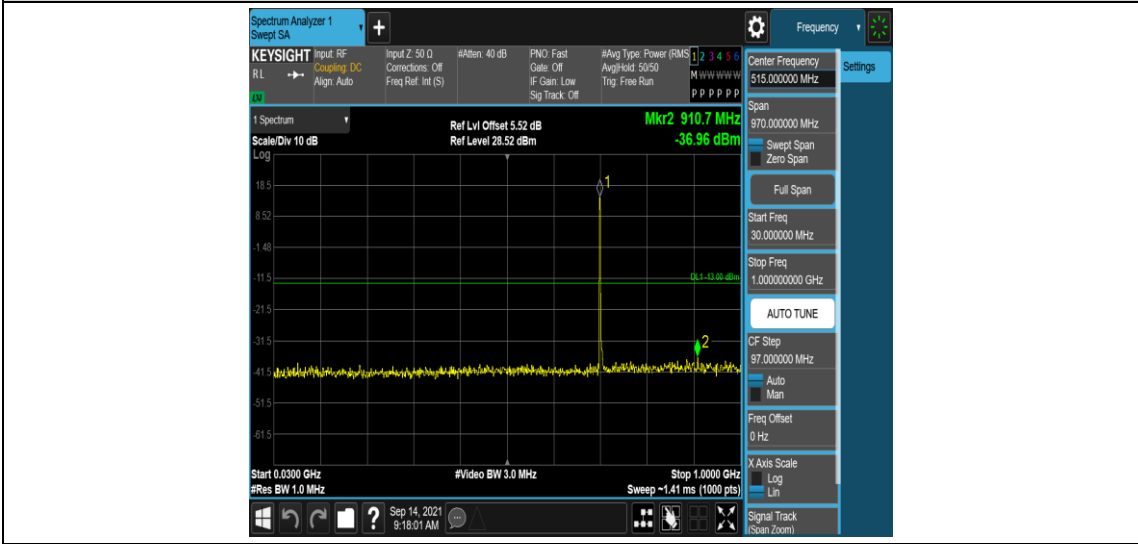 Spectrum Analyzer 1
Swept SA
+
Frequency
KEYSIGHT
RL
Input: RF
Coupling: DC
Align: Auto
Input Z: 50 Ω
Corrections: Off
Freq Ref: Int (S)
#Atten: 40 dB
PNO: Fast
Gate: Off
IF Gain: Low
Sig Track: Off
#Avg Type: Power (RMS
Avg|Hold: 50/50
Trig: Free Run
1 2 3 4 5 6
M W W W W W
P P P P P P
1 Spectrum
Scale/Div 10 dB
Log
Ref Lvl Offset 5.52 dB
Ref Level 28.52 dBm
Mkr2 910.7 MHz
-36.96 dBm
18.5
8.52
-1.48
-11.5
-21.5
-31.5
-41.5
-51.5
-61.5
1
DL1 -13.00 dBm
2
Start 0.0300 GHz
#Res BW 1.0 MHz
#Video BW 3.0 MHz
Stop 1.0000 GHz
Sweep ~1.41 ms (1000 pts)
?
Sep 14, 2021
9:18:01 AM
Center Frequency
515.000000 MHz
Settings
Span
970.000000 MHz
Swept Span
Zero Span
Full Span
Start Freq
30.000000 MHz
Stop Freq
1.000000000 GHz
AUTO TUNE
CF Step
97.000000 MHz
Auto
Man
Freq Offset
0 Hz
X Axis Scale
Log
Lin
Signal Track
(Span Zoom)